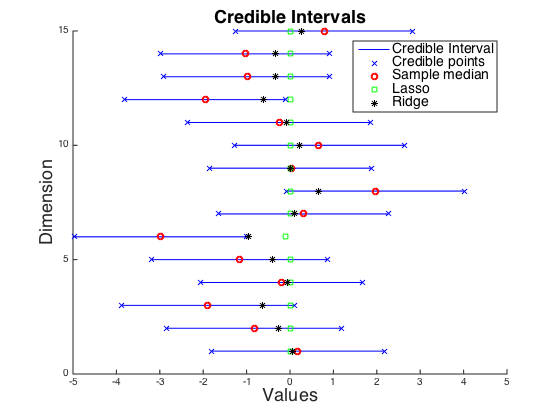 Credible Intervals
15
Credible Interval
Credible points
Sample median
Lasso
Ridge
10
Dimension
5
0
-5 -4 -3 -2 -1 0 1 2 3 4 5
Values